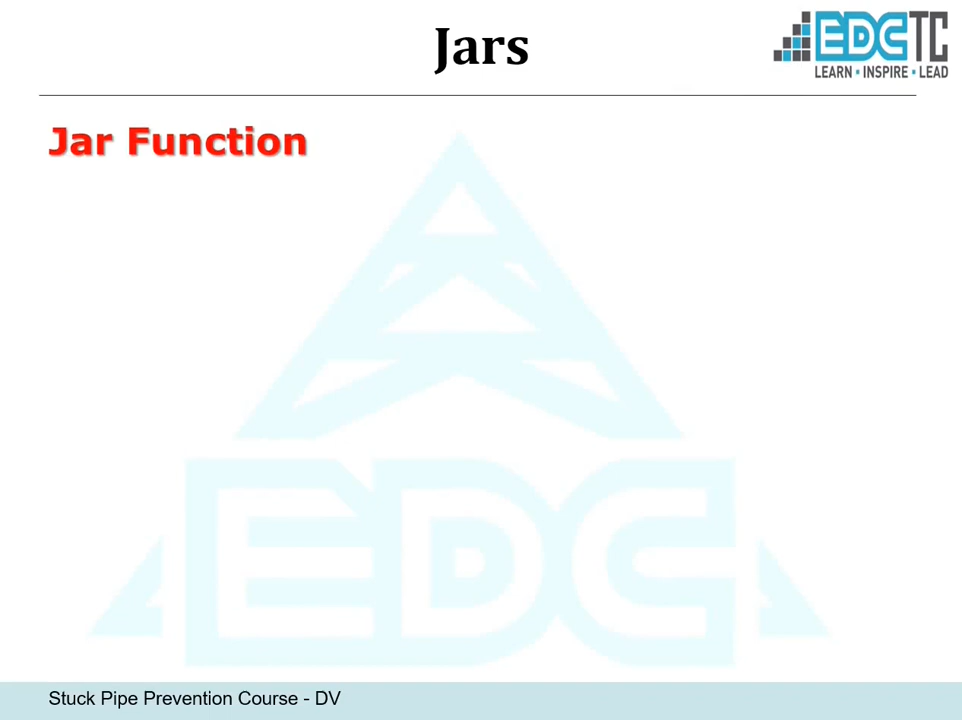 Jars
EDCTC
LEARN • INSPIRE • LEAD
Jar Function
EDC
Stuck Pipe Prevention Course - DV